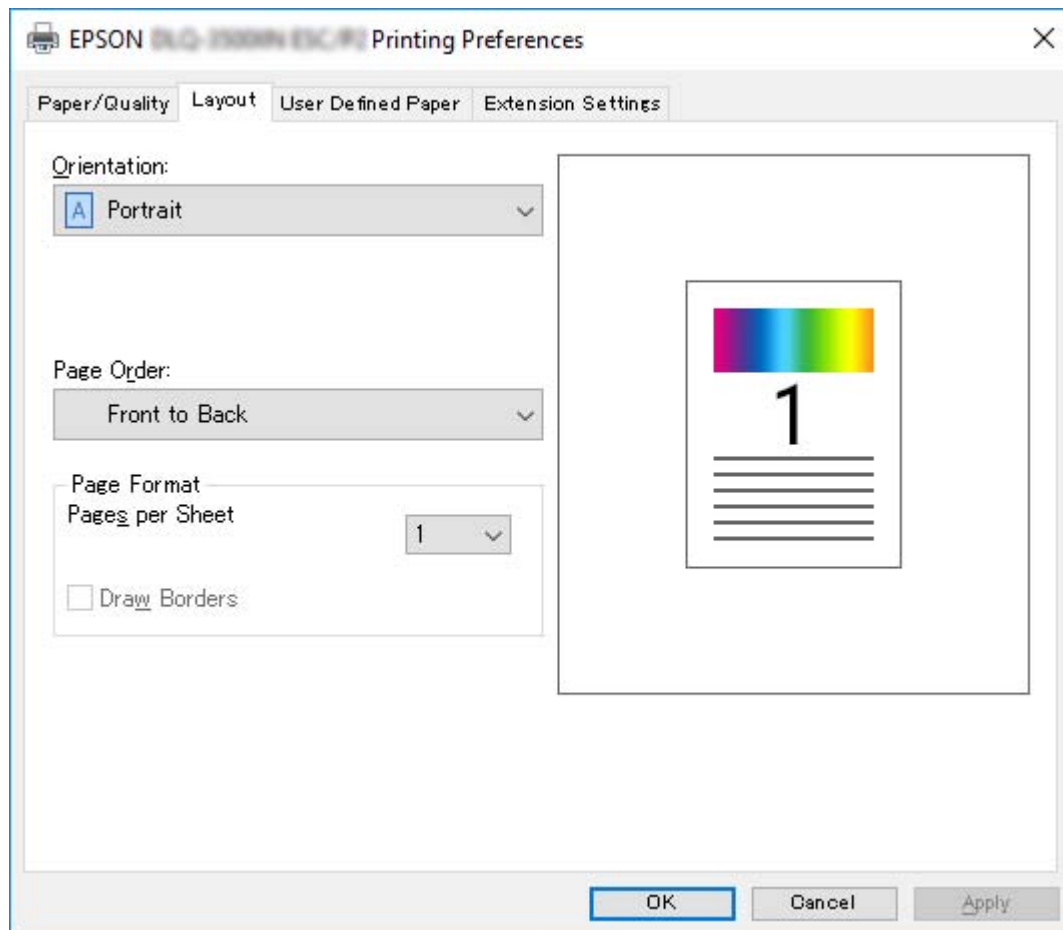 EPSON Printing Preferences
Paper/Quality Layout User Defined Paper Extension Settings
Orientation:
A Portrait
Page Order:
Front to Back
Page Format
Pages per Sheet
1
Draw Borders
1
OK Cancel Apply